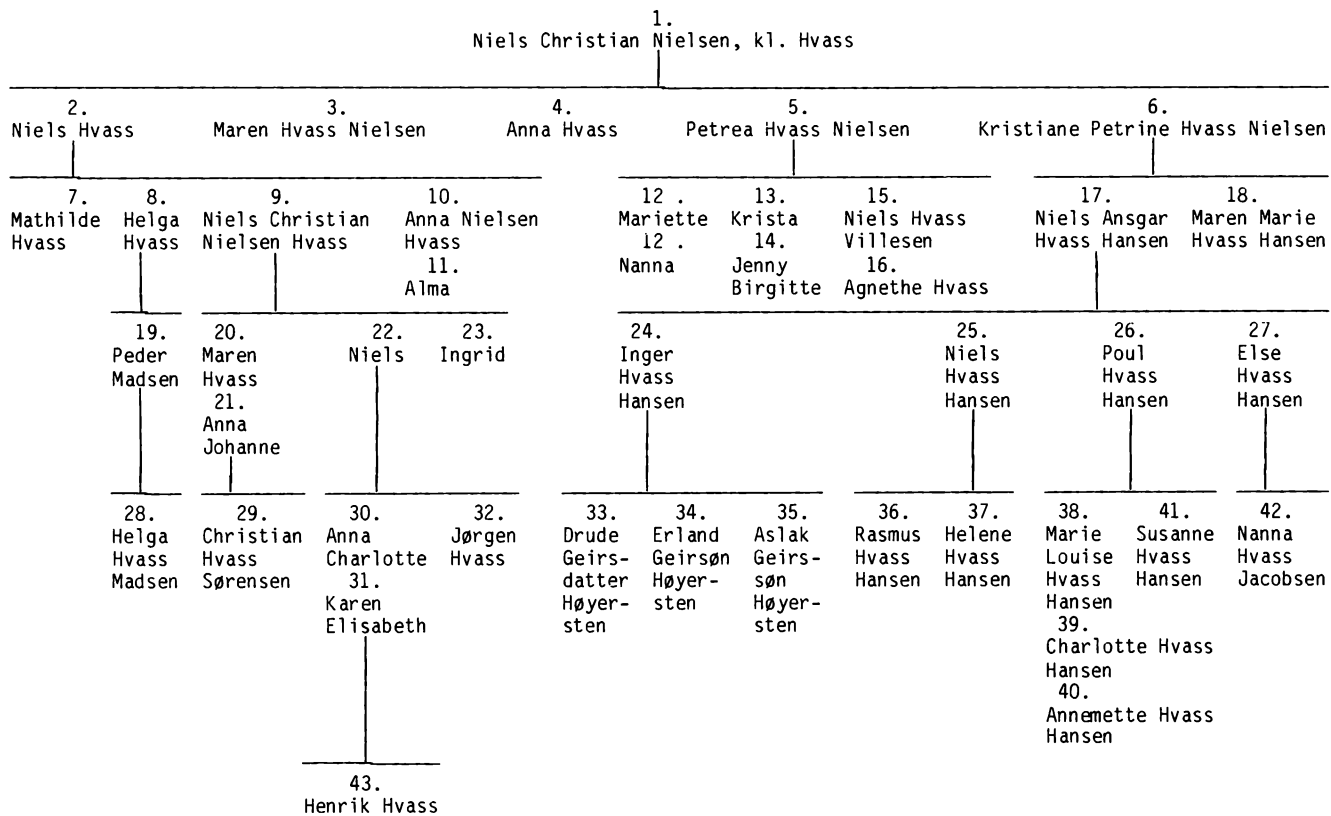 1.
Niels Christian Nielsen, kl. Hvass
2. 3. 4. 5. 6.
Niels Hvass Maren Hvass Nielsen Anna Hvass Petrea Hvass Nielsen Kristiane Petrine Hvass Nielsen
7. 8. 9. 10. 12 . 13. 15. 17. 18.
Mathilde Helga Niels Christian Anna Nielsen Mariette Krista Niels Hvass Niels Ansgar Maren Marie
Hvass Hvass Nielsen Hvass Hvass 12 . 14. Villesen Hvass Hansen Hvass Hansen
11. Nanna Jenny 16.
Alma Birgitte Agnethe Hvass
19. 20. 22. 23. 24. 25. 26. 27.
Peder Maren Niels Ingrid Inger Niels Poul Else
Madsen Hvass Hvass Hvass Hvass Hvass
21. Hansen Hansen Hansen Hansen
Anna
Johanne
28. 29. 30. 32. 33. 34. 35. 36. 37. 38. 41. 42.
Helga Christian Anna Jørgen Drude Erland Aslak Rasmus Helene Marie Susanne Nanna
Hvass Hvass Charlotte Hvass Geirs- Geirsøn Geirs- Hvass Hvass Louise Hvass Hvass
Madsen Sørensen 31. datter Høyer- søn Hansen Hansen Hvass Hansen Jacobsen
Karen Høyer- sten Høyer- Hansen
Elisabeth sten sten 39.
Charlotte Hvass
Hansen
40.
Annemette Hvass
Hansen
43.
Henrik Hvass